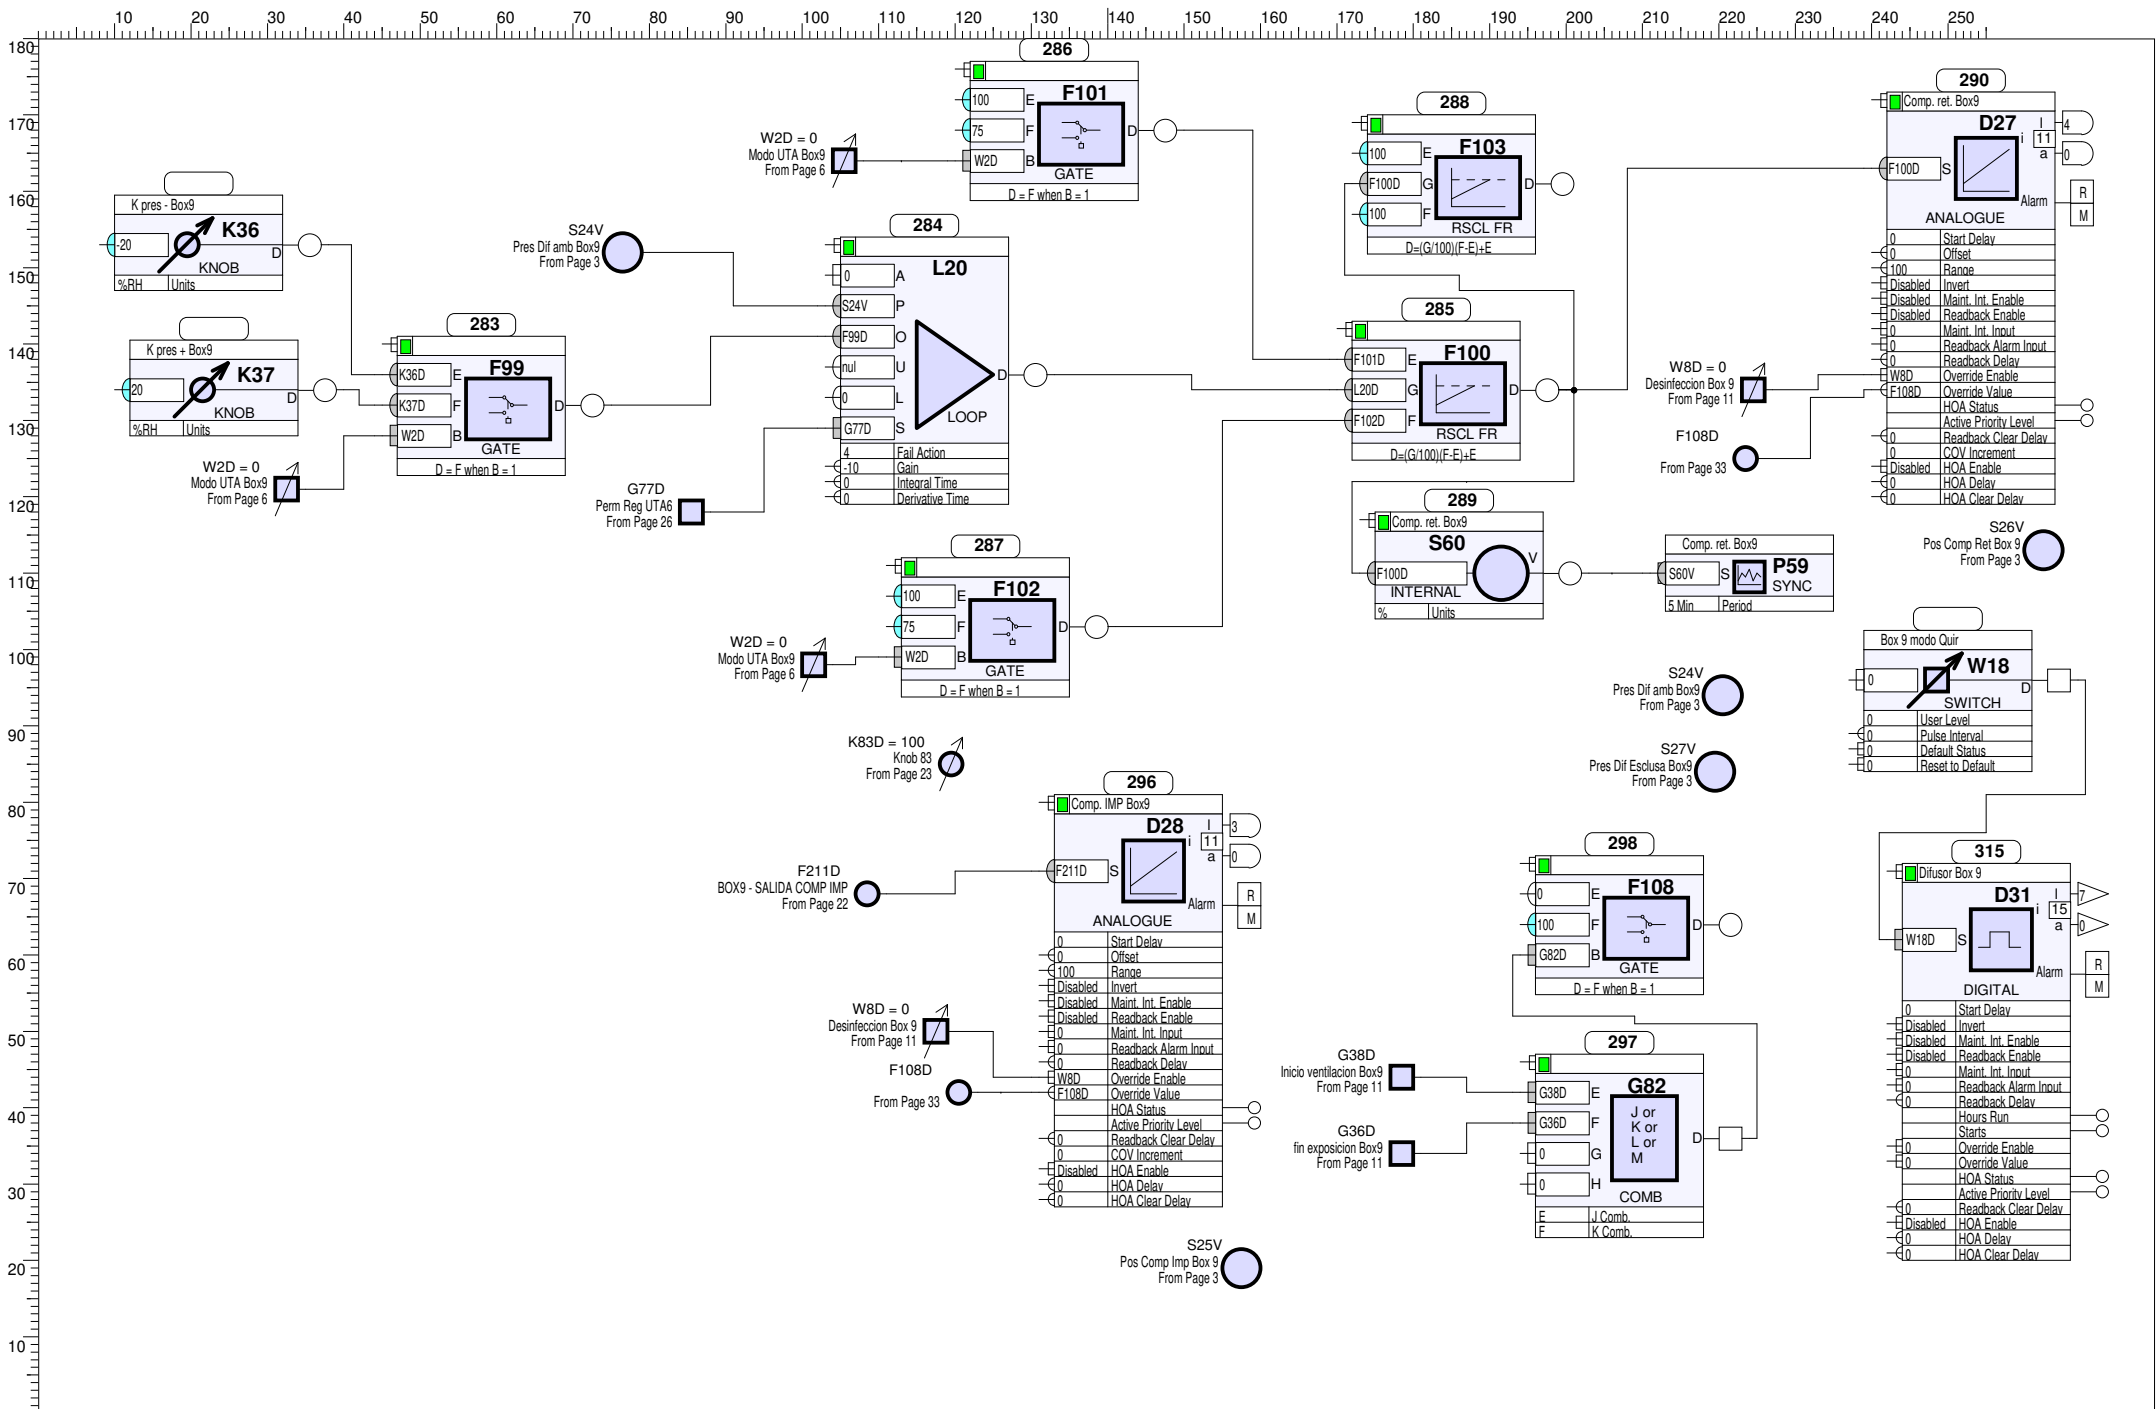 10 20 30 40 50 60 70 80 90 100 110 120 130 140 150 160 170 180 190 200 210 220 230 240 250
180
170
160
150
140
130
120
110
100
90
80
70
60
50
40
30
20
10
K pres - Box9
-20
K36
D
KNOB
%RH Units
K pres + Box9
20
K37
D
KNOB
%RH Units
W2D = 0
Modo UTA Box9
From Page 6
283
F99
K36D E
K37D F
W2D B
D
GATE
D = F when B = 1
S24V
Pres Dif amb Box9
From Page 3
G77D
Perm Reg UTA6
From Page 26
284
L20
0 A
S24V P
F99D O
nul U
0 L
G77D S
D
LOOP
4 Fail Action
-10 Gain
0 Integral Time
0 Derivative Time
W2D = 0
Modo UTA Box9
From Page 6
286
F101
100 E
75 F
W2D B
D
GATE
D = F when B = 1
W2D = 0
Modo UTA Box9
From Page 6
287
F102
100 E
75 F
W2D B
D
GATE
D = F when B = 1
288
F103
100 E
F100D G
100 F
D
RSCL FR
D=(G/100)(F-E)+E
285
F100
F101D E
L20D G
F102D F
D
RSCL FR
D=(G/100)(F-E)+E
289
Comp. ret. Box9
S60
F100D
V
INTERNAL
% Units
Comp. ret. Box9
S60V S
P59
SYNC
5 Min Period
W8D = 0
Desinfeccion Box 9
From Page 11
F108D
From Page 33
290
Comp. ret. Box9
D27
I 4
i 11
a 0
F100D S
Alarm
R
M
ANALOGUE
0 Start Delay
0 Offset
100 Range
Disabled Invert
Disabled Maint. Int. Enable
Disabled Readback Enable
0 Maint. Int. Input
0 Readback Alarm Input
0 Readback Delay
W8D Override Enable
F108D Override Value
HOA Status
Active Priority Level
0 Readback Clear Delay
0 COV Increment
Disabled HOA Enable
0 HOA Delay
0 HOA Clear Delay
S26V
Pos Comp Ret Box 9
From Page 3
S24V
Pres Dif amb Box9
From Page 3
S27V
Pres Dif Esclusa Box9
From Page 3
Box 9 modo Quir
0
W18
D
SWITCH
0 User Level
0 Pulse Interval
0 Default Status
0 Reset to Default
K83D = 100
Knob 83
From Page 23
F211D
BOX9 - SALIDA COMP IMP
From Page 22
W8D = 0
Desinfeccion Box 9
From Page 11
F108D
From Page 33
296
Comp. IMP Box9
D28
I 3
i 11
a 0
F211D S
Alarm
R
M
ANALOGUE
0 Start Delay
0 Offset
100 Range
Disabled Invert
Disabled Maint. Int. Enable
Disabled Readback Enable
0 Maint. Int. Input
0 Readback Alarm Input
0 Readback Delay
W8D Override Enable
F108D Override Value
HOA Status
Active Priority Level
0 Readback Clear Delay
0 COV Increment
Disabled HOA Enable
0 HOA Delay
0 HOA Clear Delay
S25V
Pos Comp Imp Box 9
From Page 3
298
F108
0 E
100 F
G82D B
D
GATE
D = F when B = 1
G38D
Inicio ventilacion Box9
From Page 11
G36D
fin exposicion Box9
From Page 11
297
G82
G38D E
G36D F
0 G
0 H
J or
K or
L or
M
D
COMB
E J Comb.
F K Comb.
315
Difusor Box 9
D31
I 7
i 15
a 0
W18D S
Alarm
R
M
DIGITAL
0 Start Delay
Disabled Invert
Disabled Maint. Int. Enable
Disabled Readback Enable
0 Maint. Int. Input
0 Readback Alarm Input
0 Readback Delay
Hours Run
Starts
0 Override Enable
0 Override Value
HOA Status
Active Priority Level
0 Readback Clear Delay
Disabled HOA Enable
0 HOA Delay
0 HOA Clear Delay